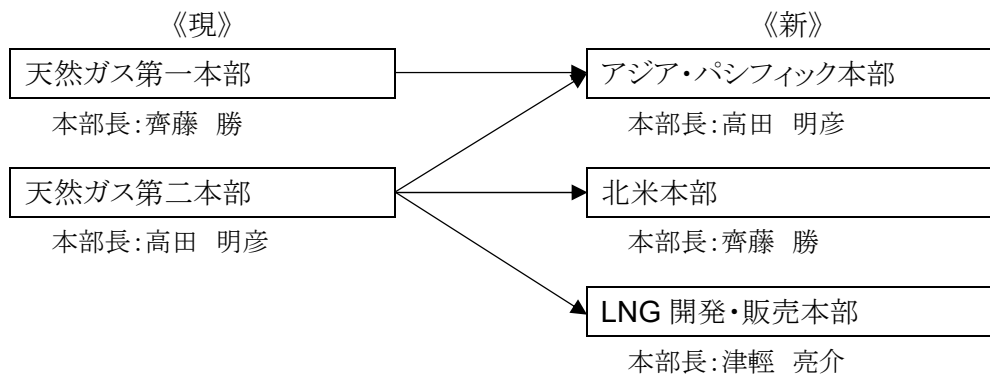 《現》
《新》
天然ガス第一本部
アジア・パシフィック本部
本部長:齊藤 勝
本部長:高田 明彦
天然ガス第二本部
北米本部
本部長:高田 明彦
本部長:齊藤 勝
LNG 開発・販売本部
本部長:津輕 亮介